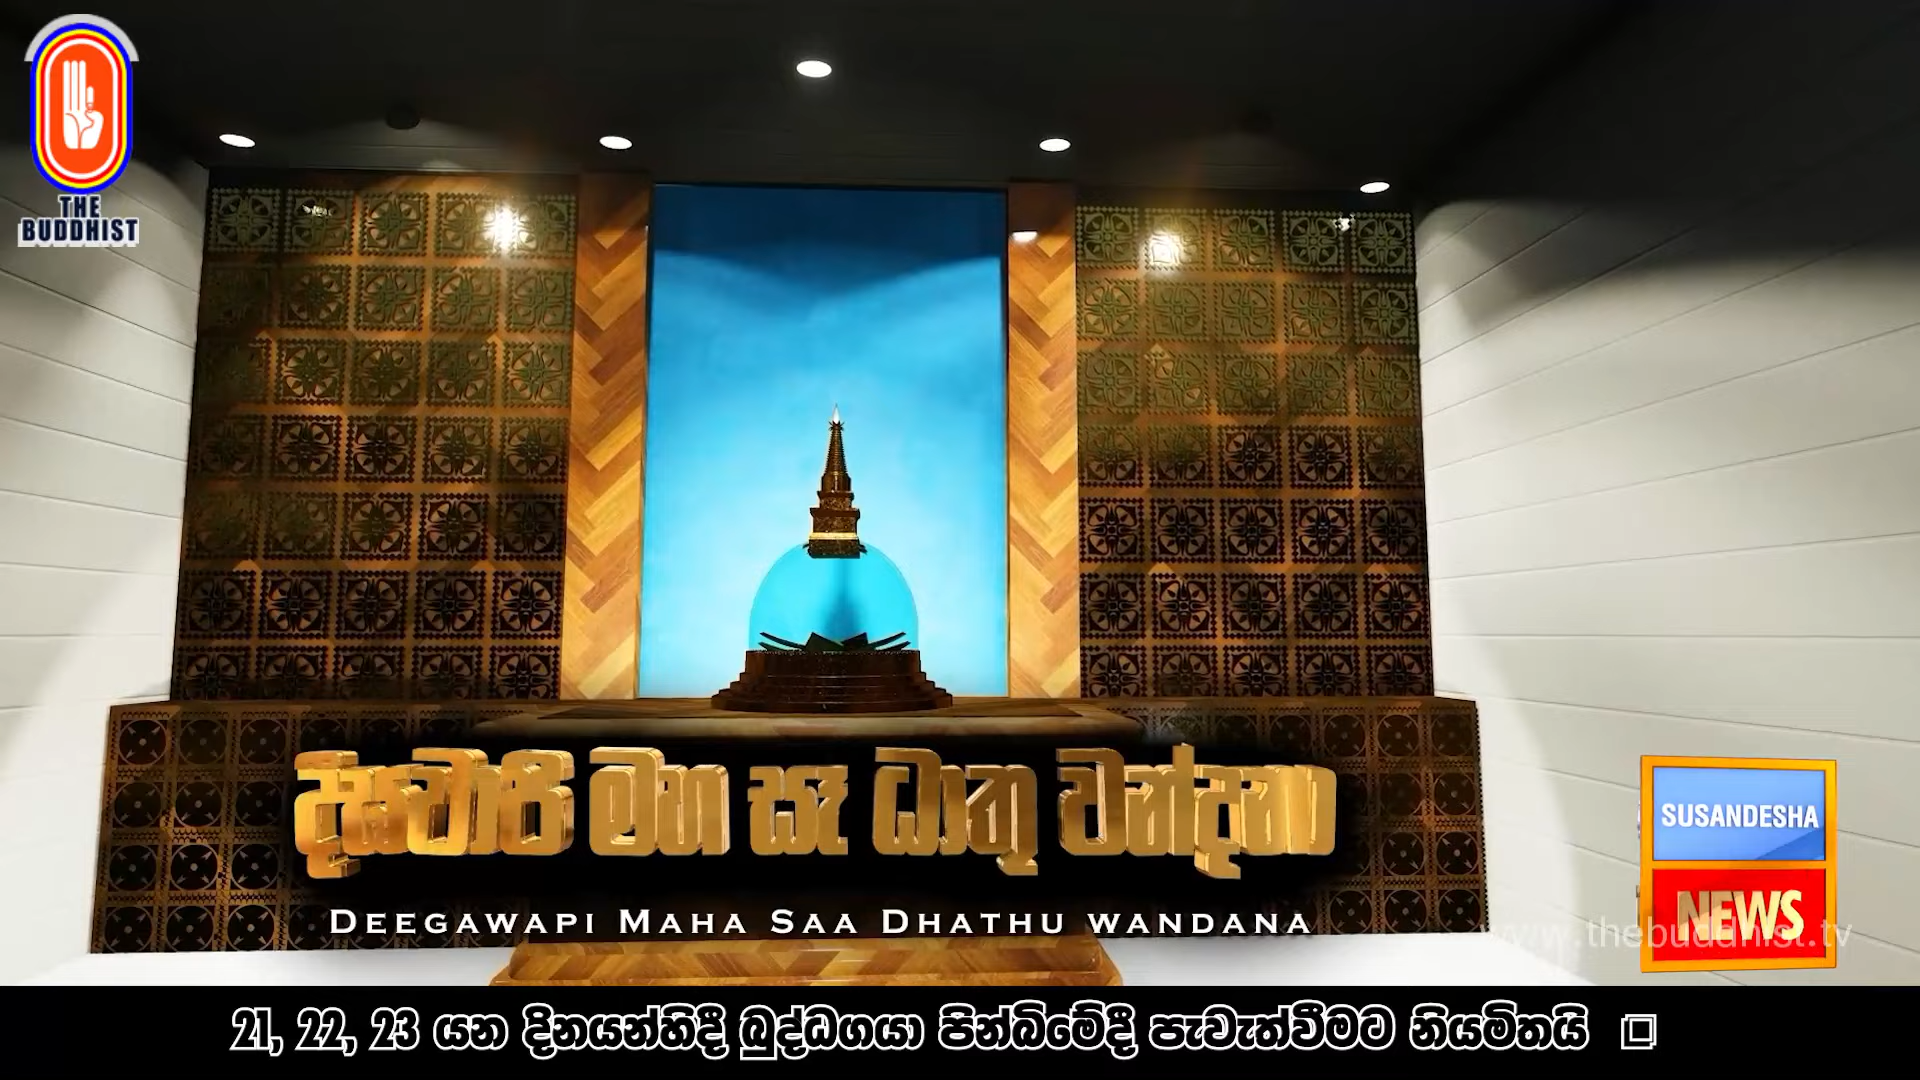 THE
BUDDHIST
දීඝවාපී මහ සෑ ධාතු වන්දනා
DEEGAWAPI MAHA SAA DHATHU WANDANA
SUSANDESHA
NEWS
www.thebuddhist.tv
21, 22, 23 යන දිනයන්හිදී බුද්ධගයා පින්බිමේදී පැවැත්වීමට නියමිතයි